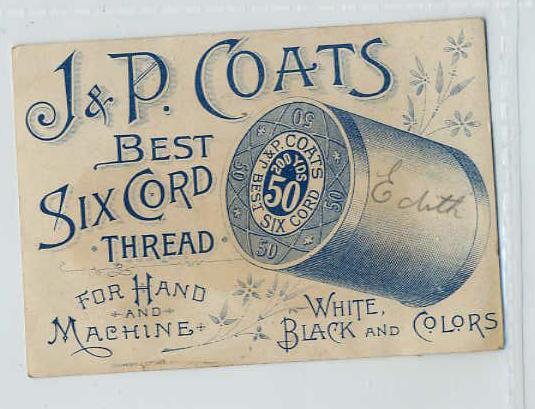 J & P. COATS
BEST
SIX CORD
THREAD
FOR HAND
AND
MACHINE
J. & P. COATS
BEST SIX CORD
200 YDS
50
50
50
50
50
Edith
WHITE,
BLACK AND COLORS